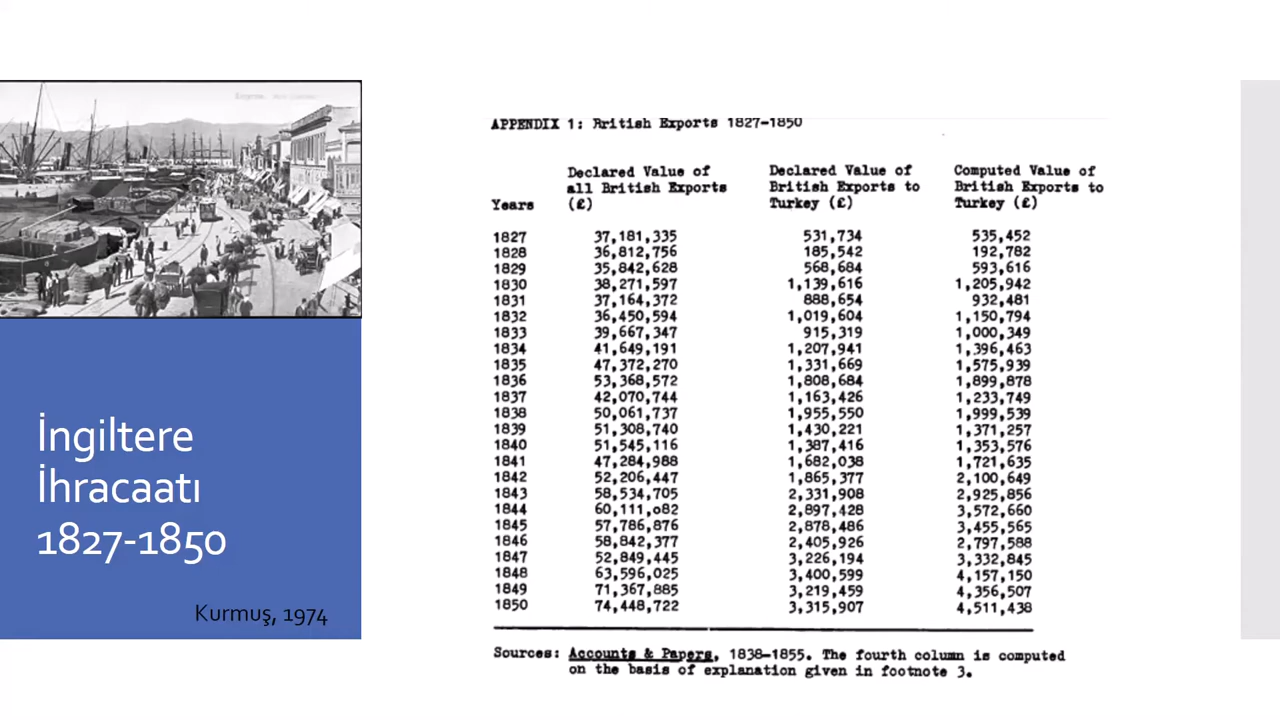 İngiltere
İhracaatı
1827-1850
Kurmuş, 1974
APPENDIX 1: British Exports 1827-1850
Years Declared Value of all British Exports (£) Declared Value of British Exports to Turkey (£) Computed Value of British Exports to Turkey (£)
1827 37,181,335 531,734 535,452
1828 36,812,756 185,542 192,782
1829 35,842,628 568,684 593,616
1830 38,271,597 1,139,616 1,205,942
1831 37,164,372 888,654 932,481
1832 36,450,594 1,019,604 1,150,794
1833 39,667,347 915,319 1,000,349
1834 41,649,191 1,207,941 1,396,463
1835 47,372,270 1,331,669 1,575,939
1836 53,368,572 1,808,684 1,899,878
1837 42,070,744 1,163,426 1,233,749
1838 50,061,737 1,955,550 1,999,539
1839 51,308,740 1,430,221 1,371,257
1840 51,545,116 1,387,416 1,353,576
1841 47,284,988 1,682,038 1,721,635
1842 52,206,447 1,865,377 2,100,649
1843 58,534,705 2,331,908 2,925,856
1844 60,111,082 2,897,428 3,572,660
1845 57,786,876 2,878,486 3,455,565
1846 58,842,377 2,405,926 2,797,588
1847 52,849,445 3,226,194 3,332,845
1848 63,596,025 3,400,599 4,157,150
1849 71,367,885 3,219,459 4,356,507
1850 74,448,722 3,315,907 4,511,438
Sources: Accounts & Papers, 1838-1855. The fourth column is computed
on the basis of explanation given in footnote 3.